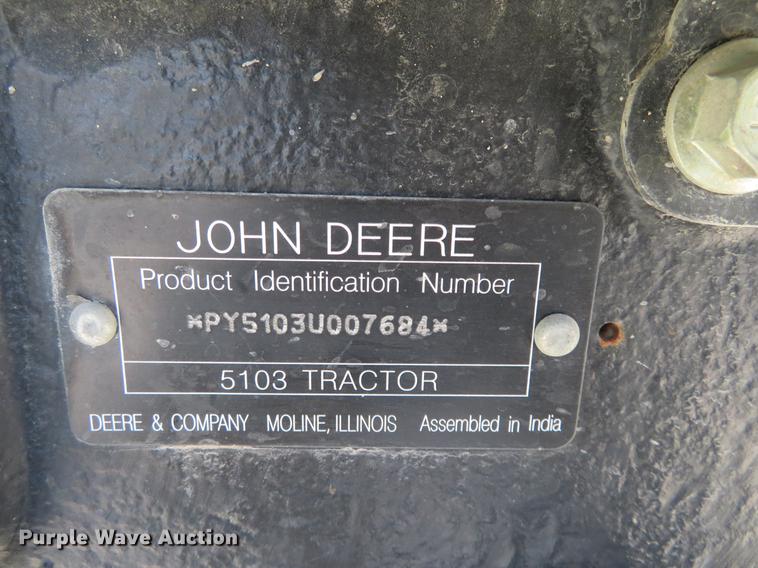 JOHN DEERE
Product Identification Number
*PY5103U007684*
5103 TRACTOR
DEERE & COMPANY MOLINE, ILLINOIS Assembled in India
Purple Wave Auction